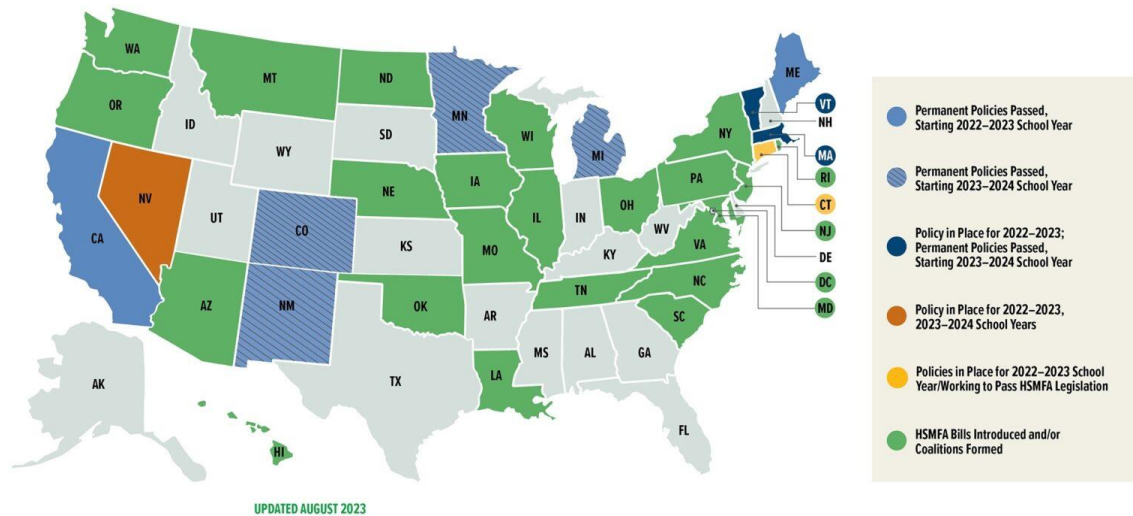 WA
MT
ND
MN
ME
VT
NH
OR
ID
SD
WI
NY
MA
WY
MI
RI
NV
NE
IA
PA
CT
CA
UT
CO
IL
IN
OH
NJ
KS
MO
WV
VA
DE
KY
AZ
NM
OK
TN
NC
DC
AR
SC
MD
MS
AL
GA
TX
LA
AK
FL
HI
UPDATED AUGUST 2023
Permanent Policies Passed,
Starting 2022–2023 School Year
Permanent Policies Passed,
Starting 2023–2024 School Year
Policy in Place for 2022–2023;
Permanent Policies Passed,
Starting 2023–2024 School Year
Policy in Place for 2022–2023,
2023–2024 School Years
Policies in Place for 2022–2023 School
Year/Working to Pass HSMFA Legislation
HSMFA Bills Introduced and/or
Coalitions Formed